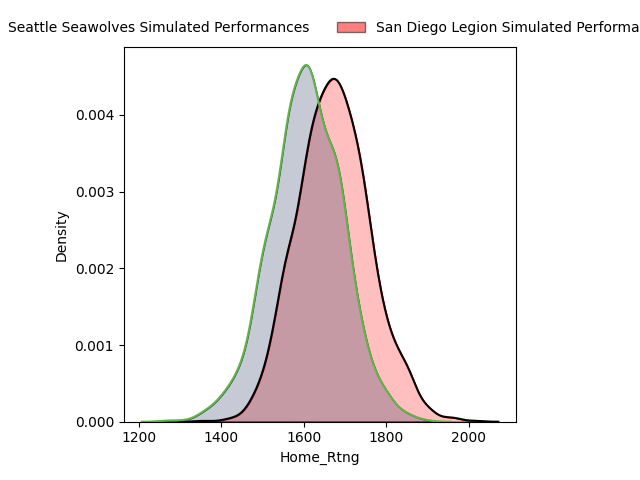 Seattle Seawolves Simulated Performances
San Diego Legion Simulated Performa
0.004
0.003
0.002
0.001
0.000
Density
1200 1400 1600 1800 2000
Home_Rtng